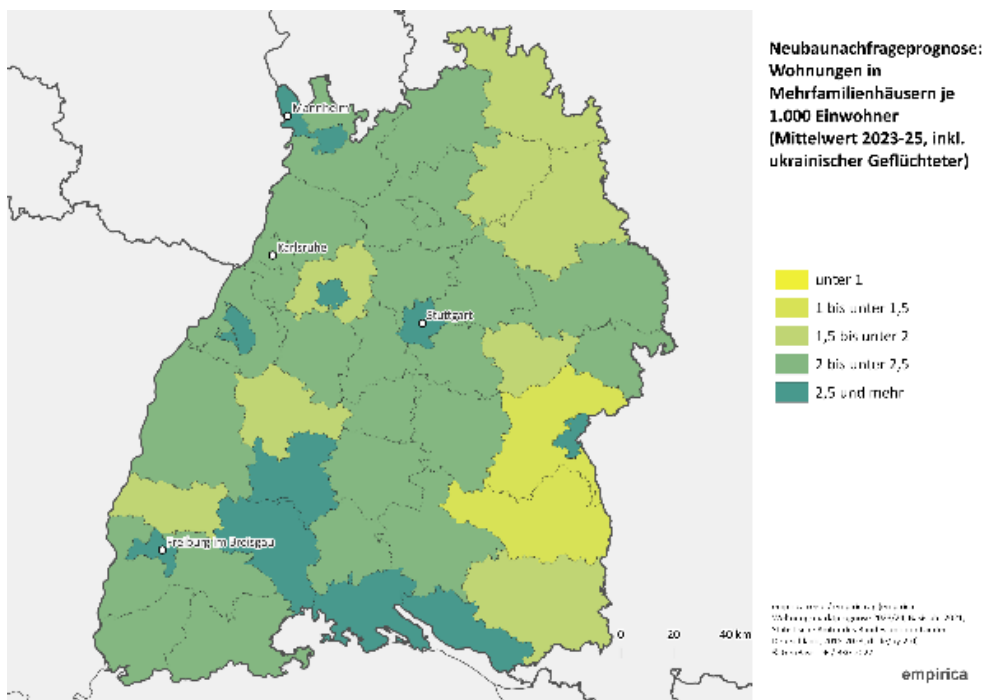 Neubaunachfrageprognose:
Wohnungen in
Mehrfamilienhäusern je
1.000 Einwohner
(Mittelwert 2023-25, inkl.
ukrainischer Geflüchteter)
Mannheim
Karlsruhe
Stuttgart
Freiburg im Breisgau
unter 1
1 bis unter 1,5
1,5 bis unter 2
2 bis unter 2,5
2,5 und mehr
0 20 40 km
empirica